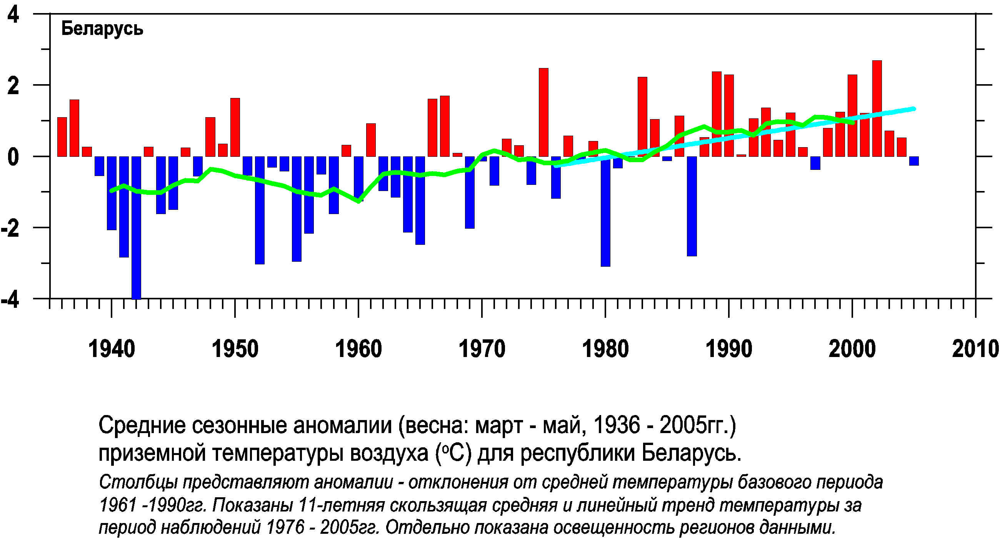 4
Беларусь
2
0
-2
-4
1940 1950 1960 1970 1980 1990 2000 2010
Средние сезонные аномалии (весна: март - май, 1936 - 2005гг.)
приземной температуры воздуха (ºС) для республики Беларусь.
Столбцы представляют аномалии - отклонения от средней температуры базового периода
1961 -1990гг. Показаны 11-летняя скользящая средняя и линейный тренд температуры за
период наблюдений 1976 - 2005гг. Отдельно показана освещенность регионов данными.